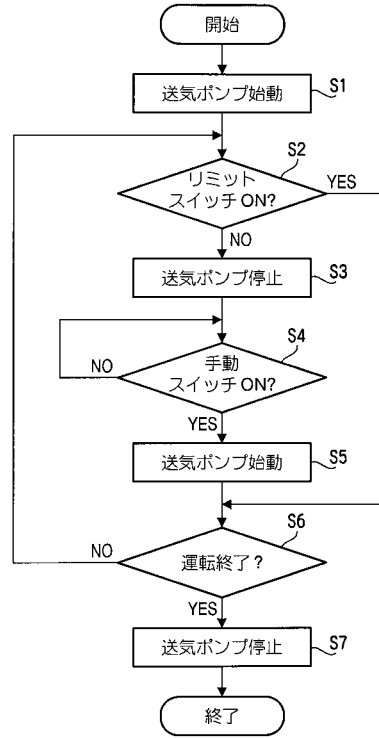 開始
送気ポンプ始動
S1
S2
リミット
スイッチON?
YES
NO
送気ポンプ停止
S3
S4
手動
スイッチON?
NO
YES
送気ポンプ始動
S5
S6
運転終了?
NO
YES
送気ポンプ停止
S7
終了